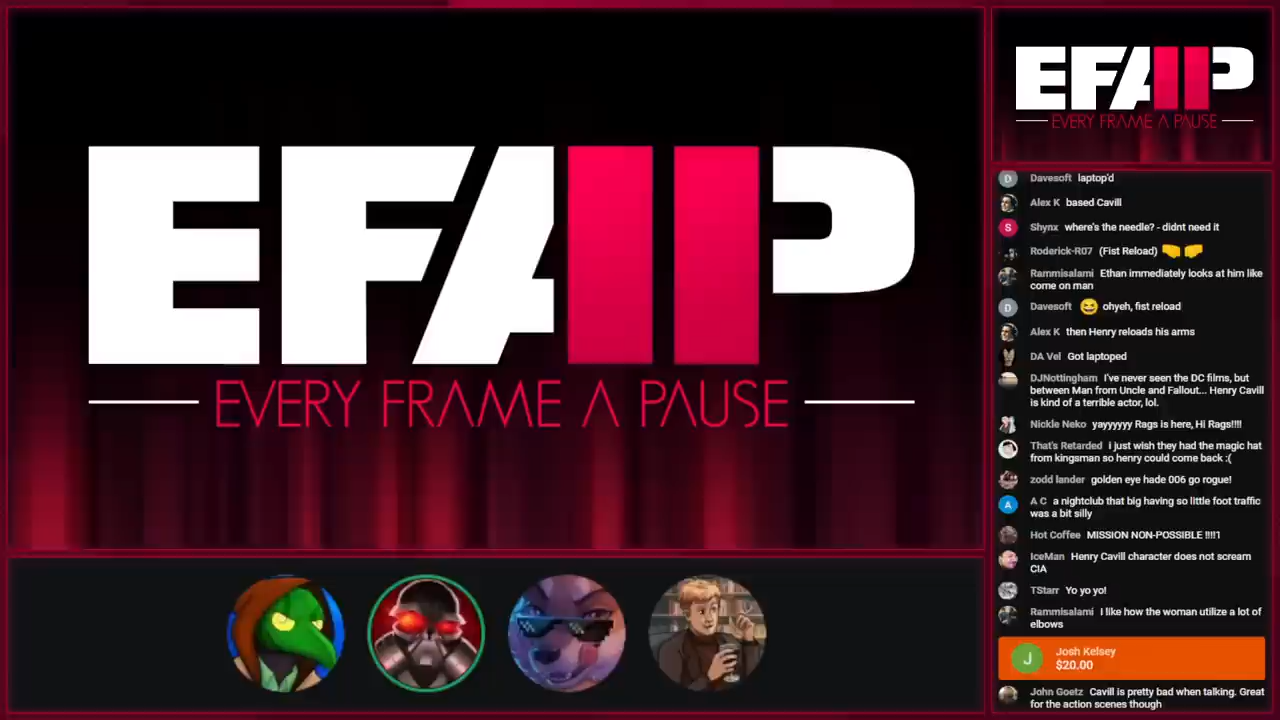 EFAP
EVERY FRAME A PAUSE
EFAP
EVERY FRAME A PAUSE
D Davesoft laptop'd
Alex K based Cavill
S Shynx where's the needle? - didnt need it
Roderick-R07 (Fist Reload) 🤜 🤛
Rammisalami Ethan immediately looks at him like
come on man
D Davesoft 😆 ohyeh, fist reload
Alex K then Henry reloads his arms
DA Vel Got laptoped
DJNottingham I've never seen the DC films, but
between Man from Uncle and Fallout... Henry Cavill
is kind of a terrible actor, lol.
Nickle Neko yayyyyyy Rags is here, Hi Rags!!!!
That's Retarded i just wish they had the magic hat
from kingsman so henry could come back :(
zodd lander golden eye hade 006 go rogue!
A A C a nightclub that big having so little foot traffic
was a bit silly
Hot Coffee MISSION NON-POSSIBLE !!!!1
IceMan Henry Cavill character does not scream
CIA
TStarr Yo yo yo!
Rammisalami I like how the woman utilize a lot of
elbows
J Josh Kelsey
$20.00
John Goetz Cavill is pretty bad when talking. Great
for the action scenes though